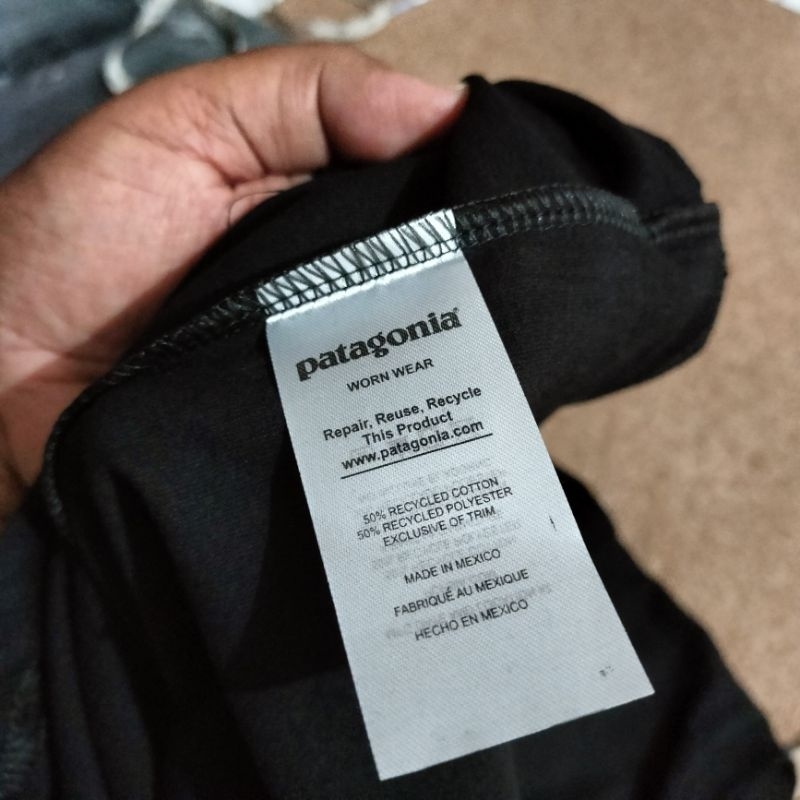 patagonia®
WORN WEAR
Repair, Reuse, Recycle
This Product
www.patagonia.com
50% RECYCLED COTTON
50% RECYCLED POLYESTER
EXCLUSIVE OF TRIM
MADE IN MEXICO
FABRIQUÉ AU MEXIQUE
HECHO EN MEXICO